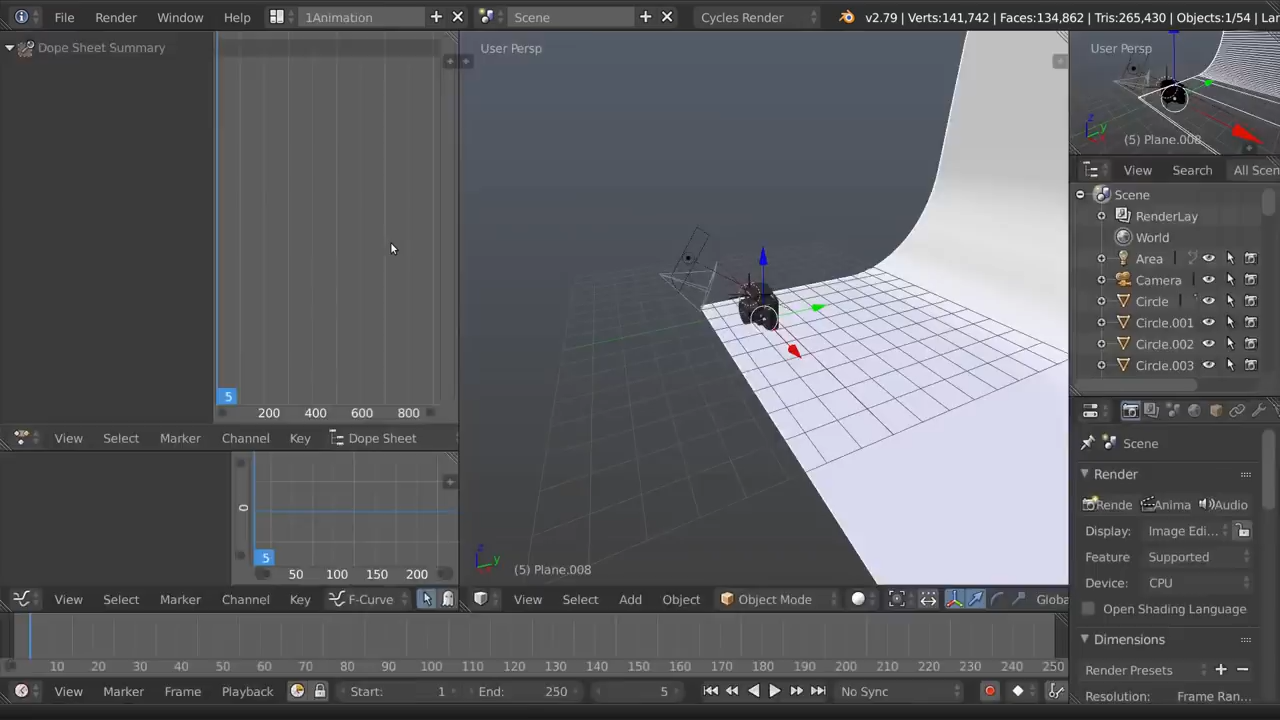 File Render Window Help 1Animation Scene Cycles Render v2.79 | Verts:141,742 | Faces:134,862 | Tris:265,430 | Objects:1/54 | Lar
Dope Sheet Summary
5
200 400 600 800
View Select Marker Channel Key Dope Sheet
0
5
50 100 150 200
View Select Marker Channel Key F-Curve
User Persp
z
y
(5) Plane.008
View Select Add Object Object Mode Globa
User Persp
z
y
(5) Plane.008
View Search All Scen
Scene
RenderLay
World
Area
Camera
Circle
Circle.001
Circle.002
Circle.003
Scene
Render
Rende Anima Audio
Display: Image Edi...
Feature Supported
Device: CPU
Open Shading Language
Dimensions
Render Presets
Resolution: Frame Ran...
10 20 30 40 50 60 70 80 90 100 110 120 130 140 150 160 170 180 190 200 210 220 230 240 250
View Marker Frame Playback Start: 1 End: 250 5 No Sync